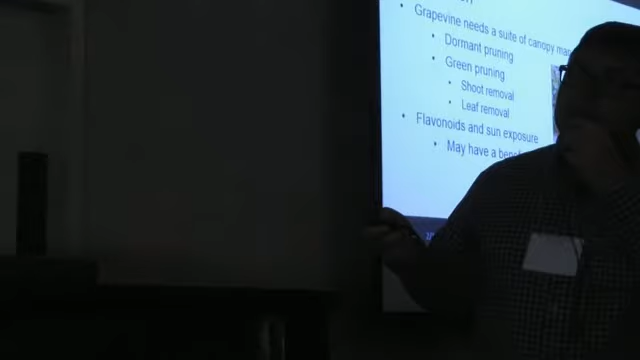 • Grapevine needs a suite of canopy
• Dormant pruning
• Green pruning
• Shoot removal
• Leaf removal
• Flavonoids and sun exposure
• May have a